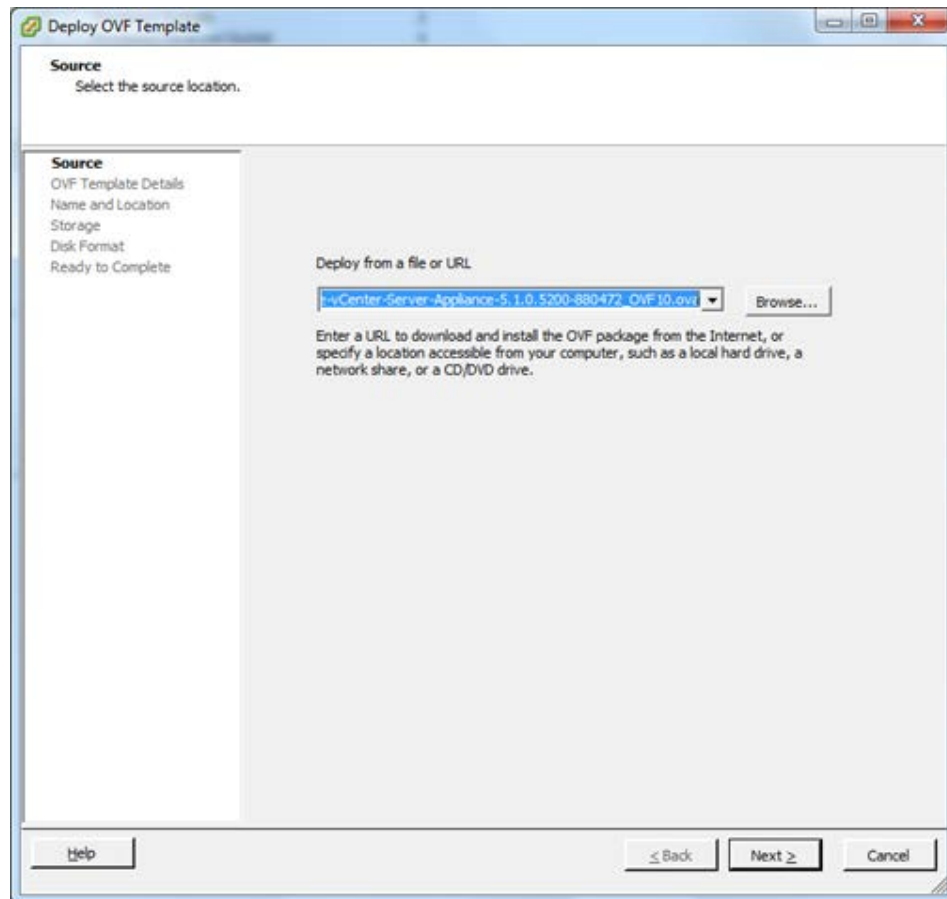 Deploy OVF Template
Source
Select the source location.
Source
OVF Template Details
Name and Location
Storage
Disk Format
Ready to Complete
Deploy from a file or URL
-vCenter-Server-Appliance-5.1.0.5200-880472_OVF10.ova
Browse...
Enter a URL to download and install the OVF package from the Internet, or
specify a location accessible from your computer, such as a local hard drive, a
network share, or a CD/DVD drive.
Help
< Back
Next >
Cancel